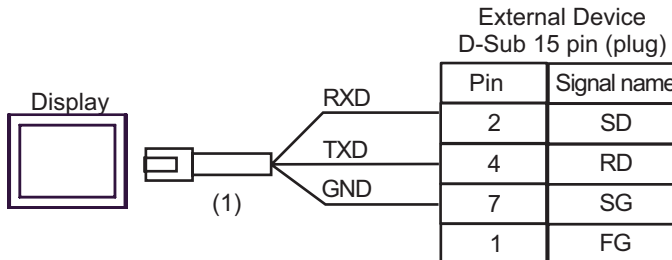 External Device
D-Sub 15 pin (plug)
Pin Signal name
Display
RXD
2 SD
TXD
4 RD
(1)
GND
7 SG
1 FG